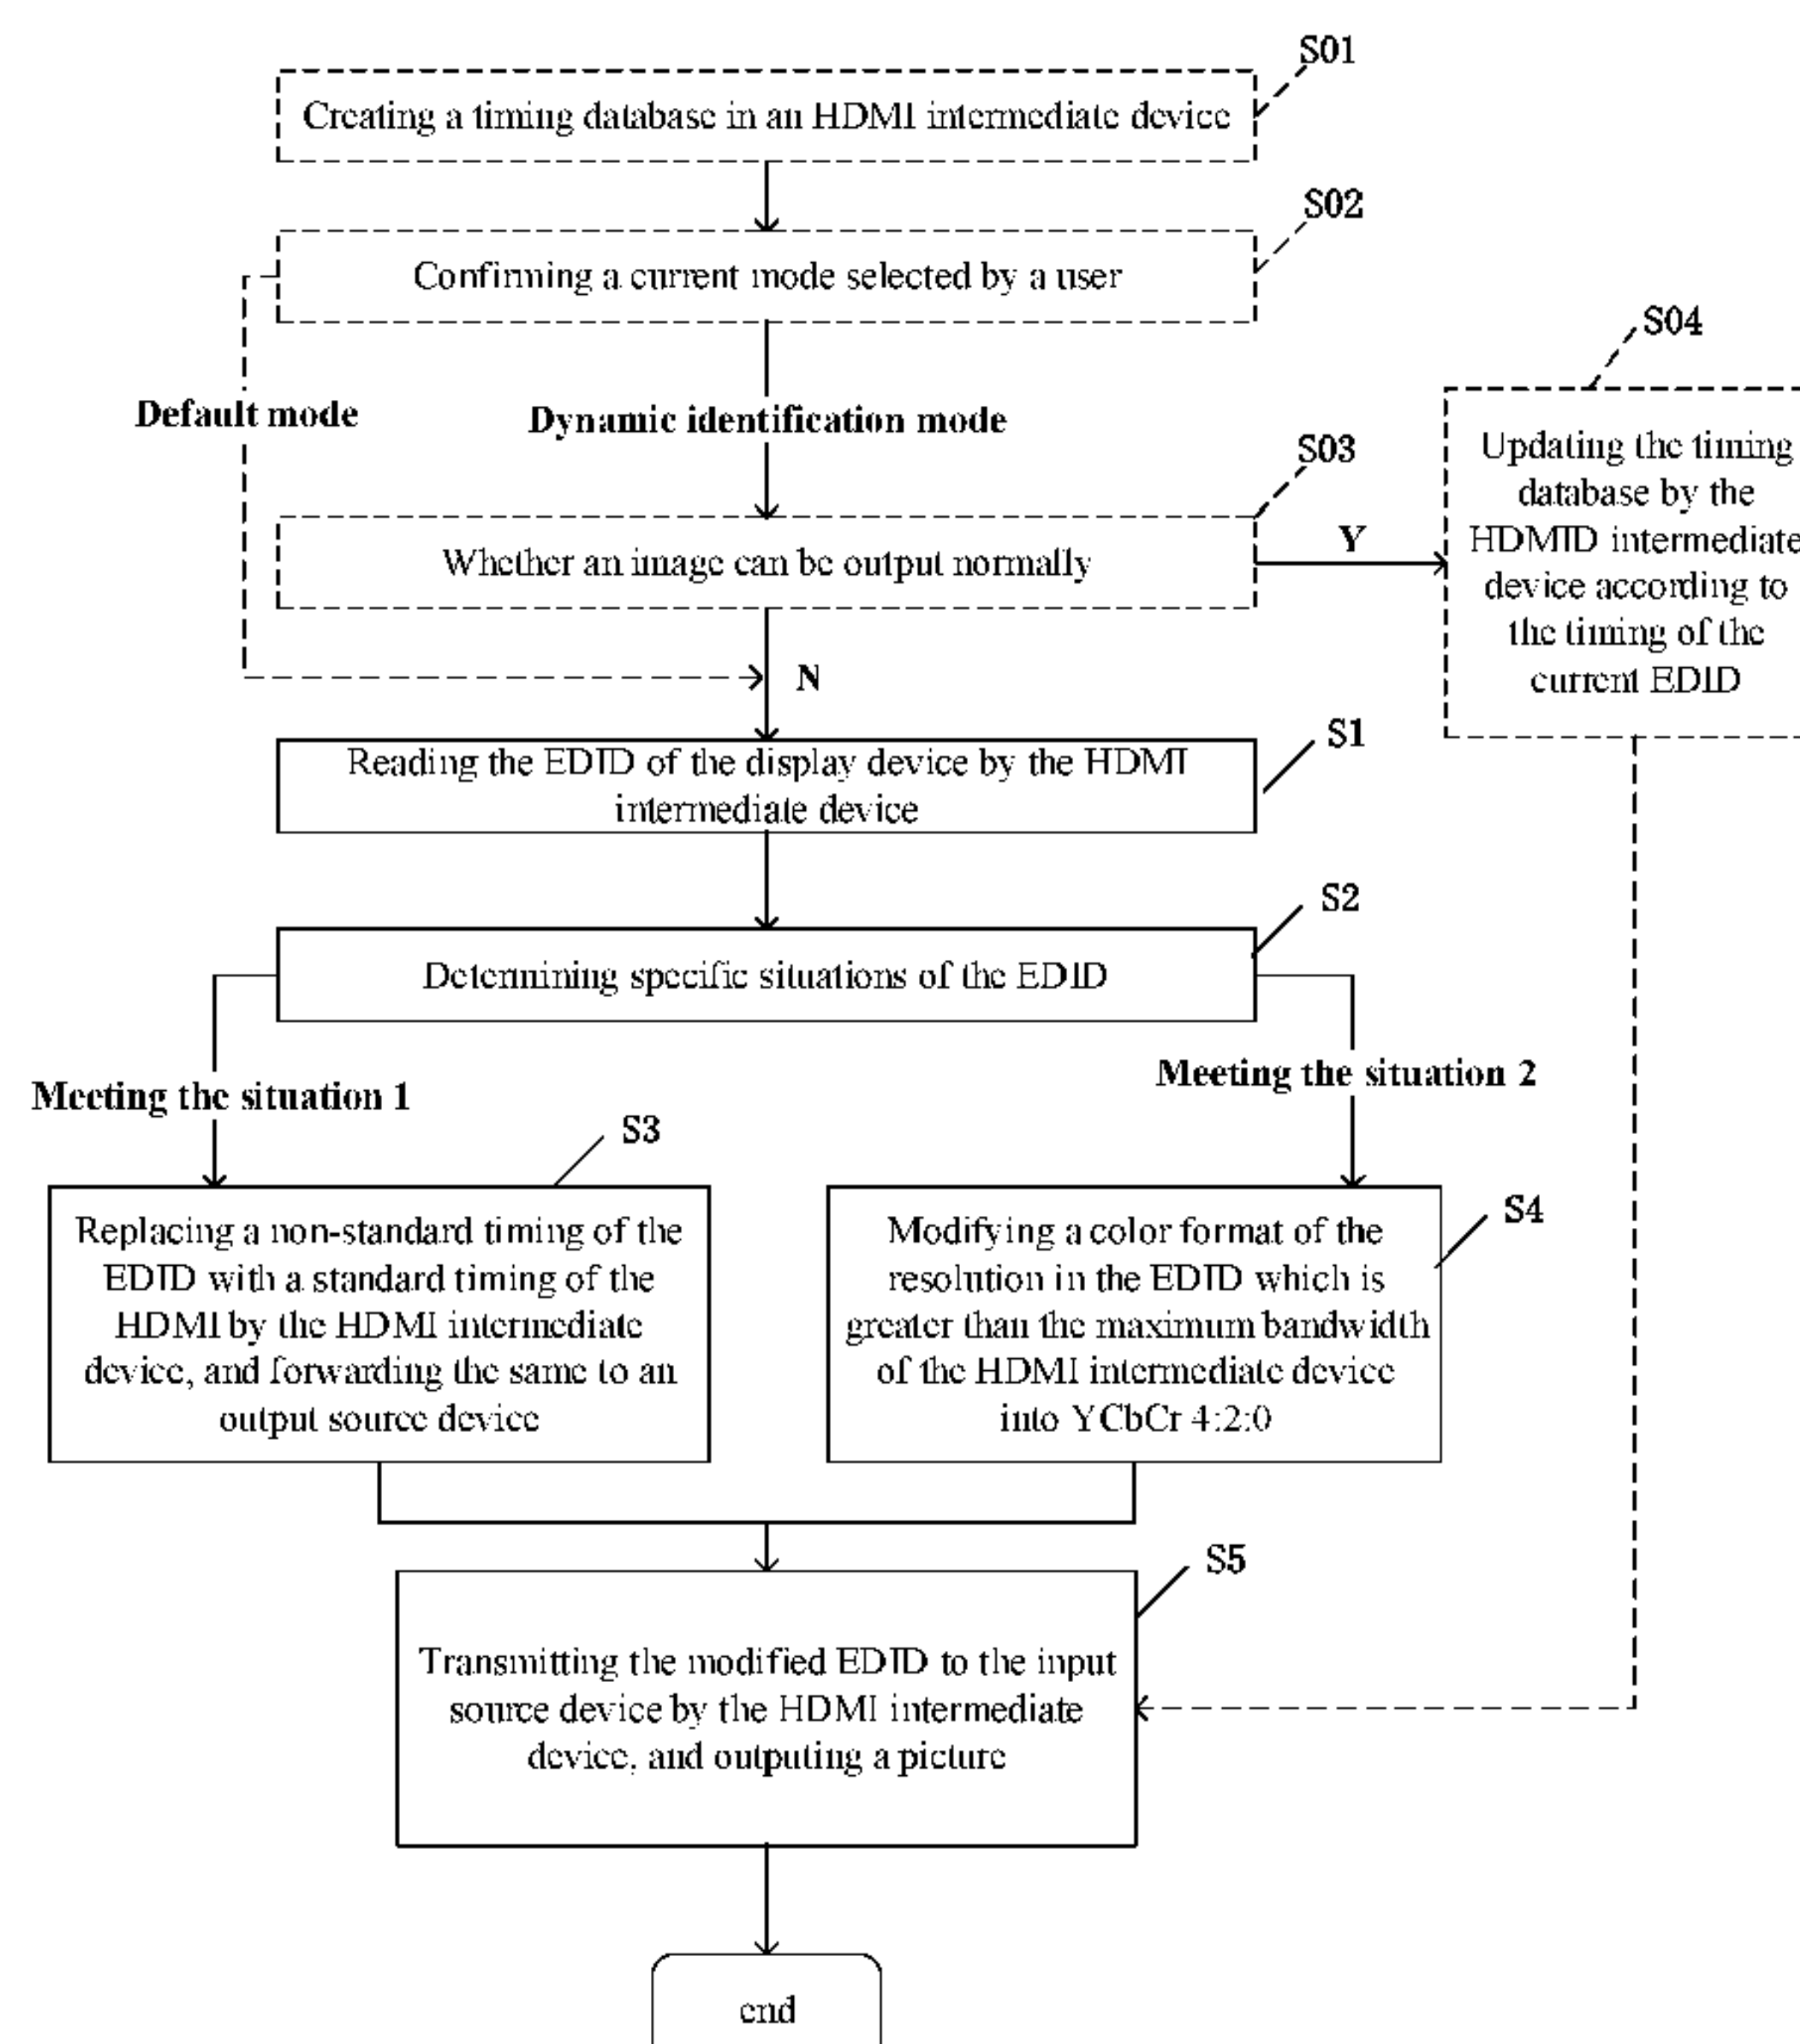 S01
Creating a timing database in an HDMI intermediate device
S02
Confirming a current mode selected by a user
S04
Default mode
Dynamic identification mode
S03
Updating the timing
database by the
HDMID intermediate
device according to
the timing of the
current EDID
Whether an image can be output normally
Y
N
S1
Reading the EDID of the display device by the HDMI
intermediate device
S2
Determining specific situations of the EDID
Meeting the situation 1
Meeting the situation 2
S3
Replacing a non-standard timing of the
EDID with a standard timing of the
HDMI by the HDMI intermediate
device, and forwarding the same to an
output source device
S4
Modifying a color format of the
resolution in the EDID which is
greater than the maximum bandwidth
of the HDMI intermediate device
into YCbCr 4:2:0
S5
Transmitting the modified EDID to the input
source device by the HDMI intermediate
device, and outputing a picture
end